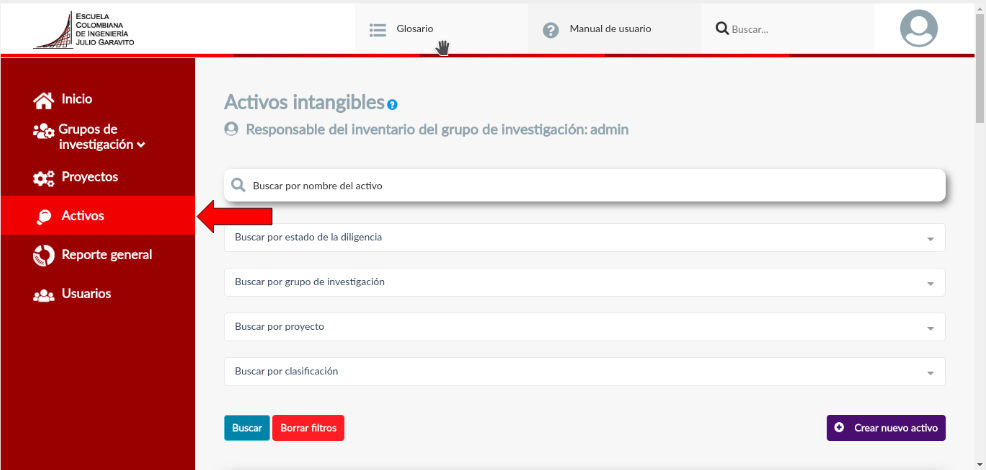 ESCUELA
COLOMBIANA
DE INGENIERÍA
JULIO GARAVITO
Glosario
Manual de usuario
Buscar...
Inicio
Grupos de
investigación
Proyectos
Activos
Reporte general
Usuarios
Activos intangibles
Responsable del inventario del grupo de investigación: admin
Buscar por nombre del activo
Buscar por estado de la diligencia
Buscar por grupo de investigación
Buscar por proyecto
Buscar por clasificación
Buscar
Borrar filtros
Crear nuevo activo